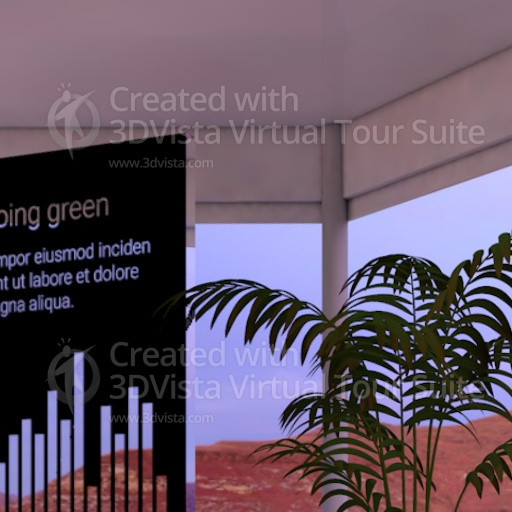 Created with
3DVista Virtual Tour Suite
www.3dvista.com
oing green
mpor eiusmod inciden
nt ut labore et dolore
gna aliqua.
Created with
3DVista Virtual Tour Suite
www.3dvista.com